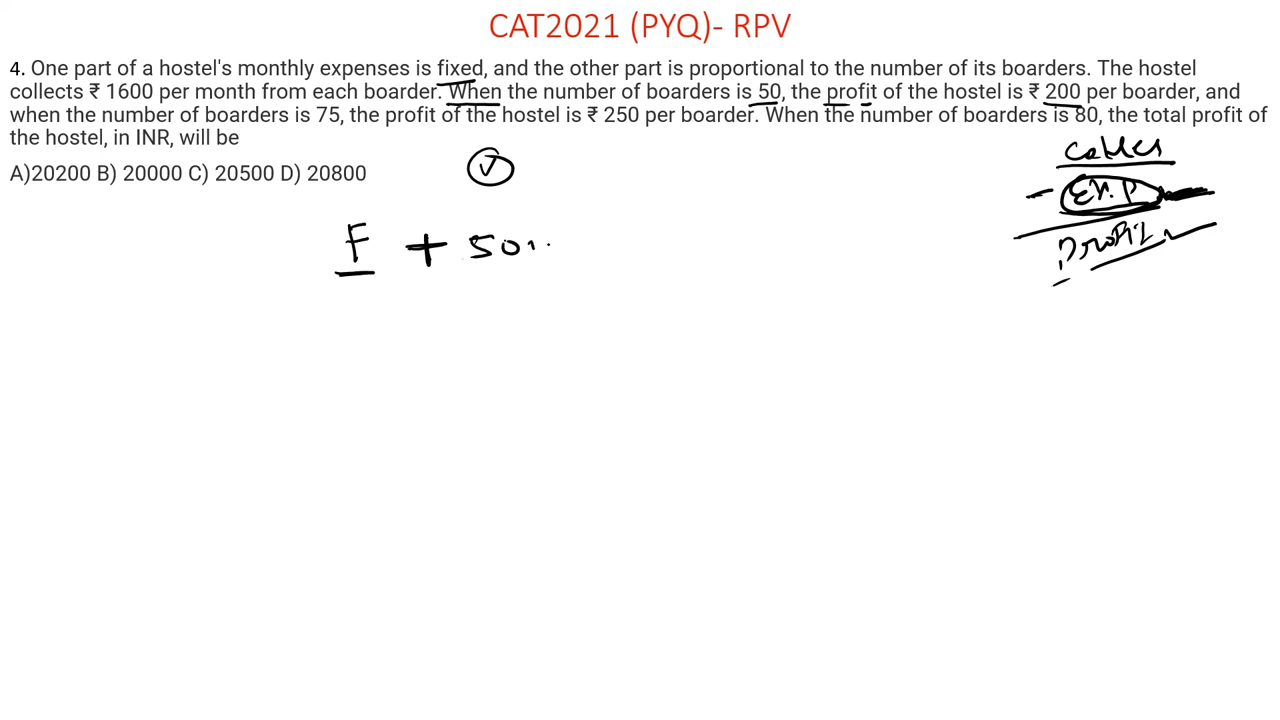 CAT2021 (PYQ)- RPV
4. One part of a hostel's monthly expenses is fixed, and the other part is proportional to the number of its boarders. The hostel
collects ₹ 1600 per month from each boarder. When the number of boarders is 50, the profit of the hostel is ₹ 200 per boarder, and
when the number of boarders is 75, the profit of the hostel is ₹ 250 per boarder. When the number of boarders is 80, the total profit of
the hostel, in INR, will be
A)20200 B) 20000 C) 20500 D) 20800
V
- Ex.P
Profit
F + 50